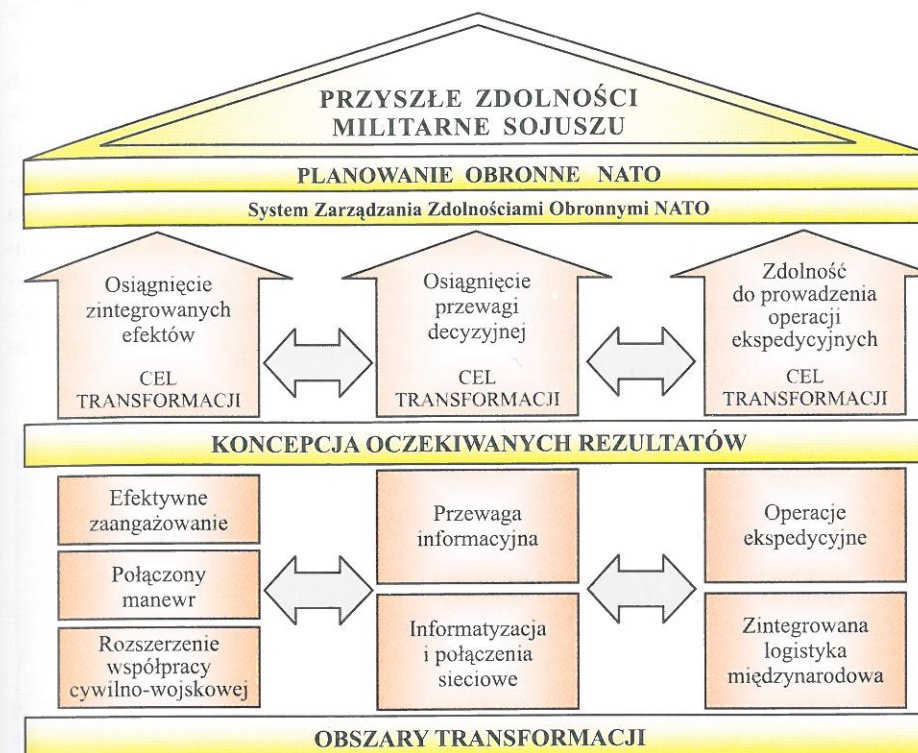 PRZYSZŁE ZDOLNOŚCI
MILITARNE SOJUSZU
PLANOWANIE OBRONNE NATO
System Zarządzania Zdolnościami Obronnymi NATO
Osiągnięcie
zintegrowanych
efektów
CEL
TRANSFORMACJI
Osiągnięcie
przewagi
decyzyjnej
CEL
TRANSFORMACJI
Zdolność
do prowadzenia
operacji
ekspedycyjnych
CEL
TRANSFORMACJI
KONCEPCJA OCZEKIWANYCH REZULTATÓW
Efektywne
zaangażowanie
Połączony
manewr
Rozszerzenie
współpracy
cywilno-wojskowej
Przewaga
informacyjna
Informatyzacja
i połączenia
sieciowe
Operacje
ekspedycyjne
Zintegrowana
logistyka
międzynarodowa
OBSZARY TRANSFORMACJI